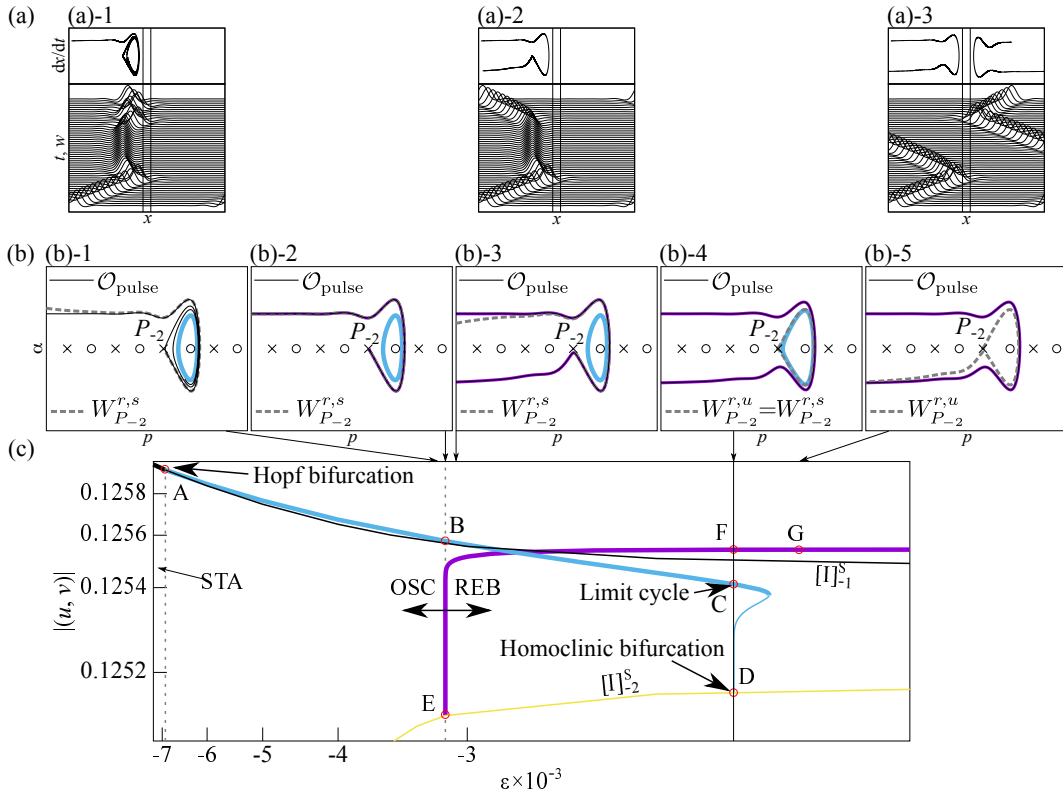 (a) (a)-1 (a)-2 (a)-3
dx/dt
t, w
x x x
(b) (b)-1 (b)-2 (b)-3 (b)-4 (b)-5
𝒪pulse 𝒪pulse 𝒪pulse 𝒪pulse 𝒪pulse
P-2 P-2 P-2 P-2 P-2
α
W^{r,s}_{P-2} W^{r,s}_{P-2} W^{r,s}_{P-2} W^{r,u}_{P-2}=W^{r,s}_{P-2} W^{r,u}_{P-2}
p p p p p
(c)
Hopf bifurcation
A
0.1258
B F G
0.1256
[I]^S_{-1}
STA
0.1254
OSC REB
Limit cycle
C
|(u, v)|
Homoclinic bifurcation
0.1252
[I]^S_{-2}
D
E
-7 -6 -5 -4 -3
ε×10^{-3}